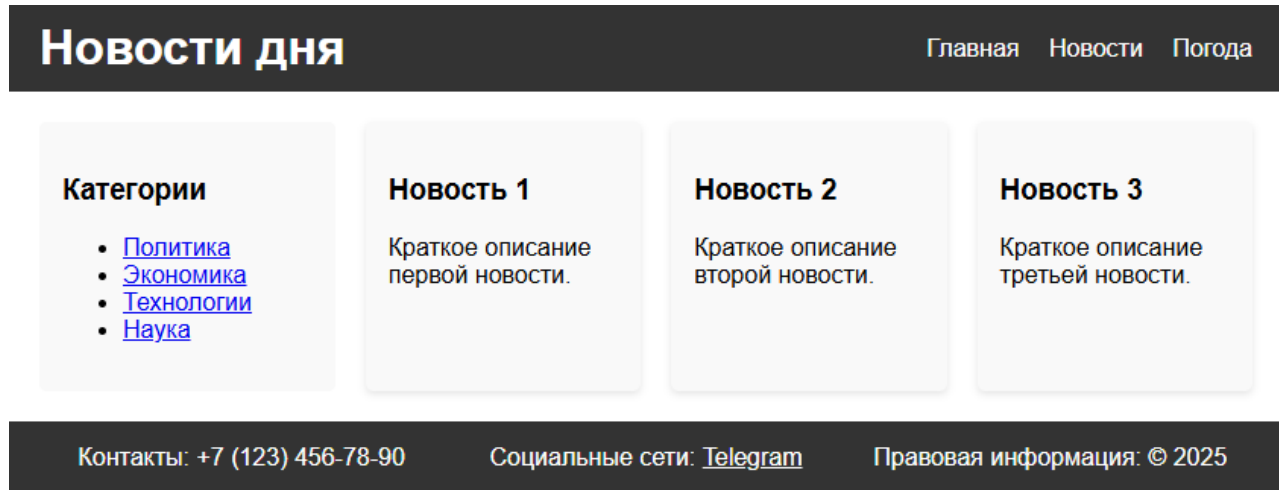 Новости дня
Главная Новости Погода
Категории
Политика
Экономика
Технологии
Наука
Новость 1
Краткое описание
первой новости.
Новость 2
Краткое описание
второй новости.
Новость 3
Краткое описание
третьей новости.
Контакты: +7 (123) 456-78-90
Социальные сети: Telegram
Правовая информация: © 2025